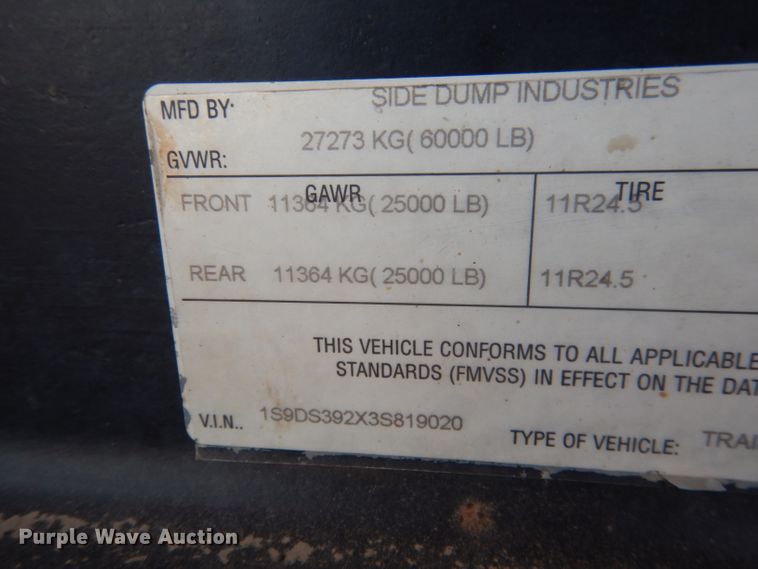 MFD BY: SIDE DUMP INDUSTRIES
GVWR: 27273 KG( 60000 LB)
GAWR TIRE
FRONT 11364 KG( 25000 LB) 11R24.5
REAR 11364 KG( 25000 LB) 11R24.5
THIS VEHICLE CONFORMS TO ALL APPLICABLE
STANDARDS (FMVSS) IN EFFECT ON THE DAT
V.I.N.. 1S9DS392X3S819020 TYPE OF VEHICLE: TRAI
Purple Wave Auction